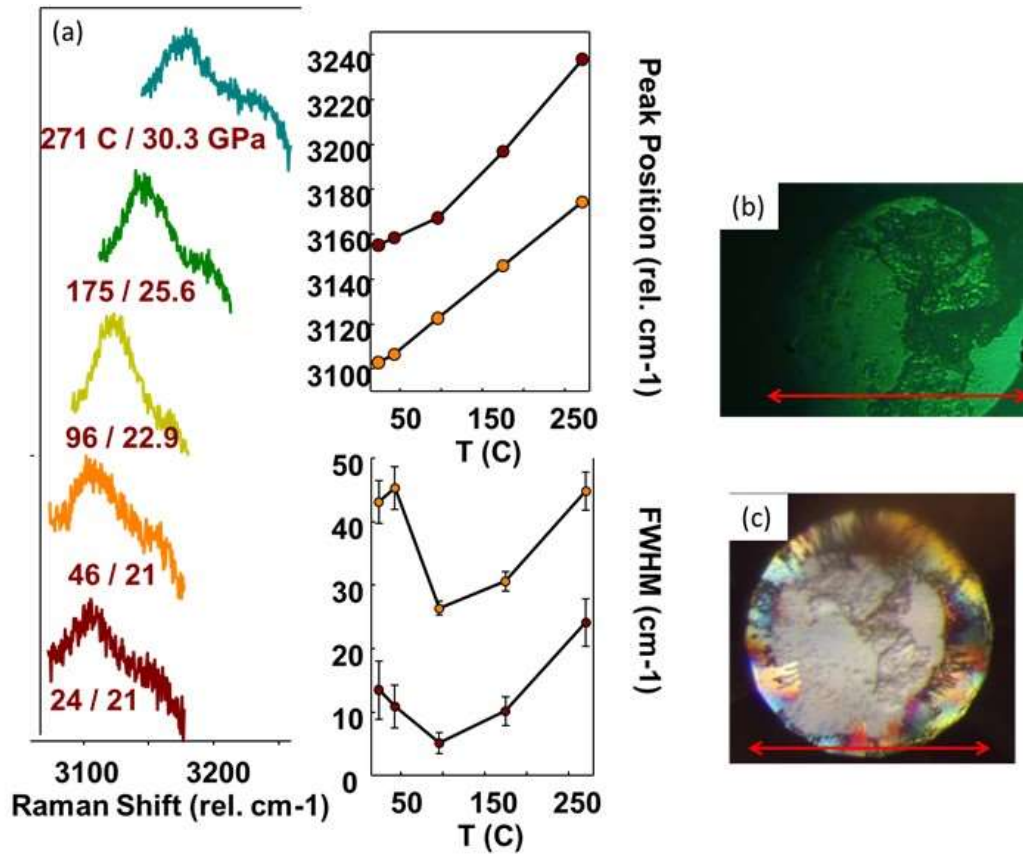 (a)
271 C / 30.3 GPa
175 / 25.6
96 / 22.9
46 / 21
24 / 21
3100 3200
Raman Shift (rel. cm-1)
3240
3220
3200
3180
3160
3140
3120
3100
50 150 250
T (C)
Peak Position (rel. cm-1)
50
40
30
20
10
0
50 150 250
T (C)
FWHM (cm-1)
(b)
(c)